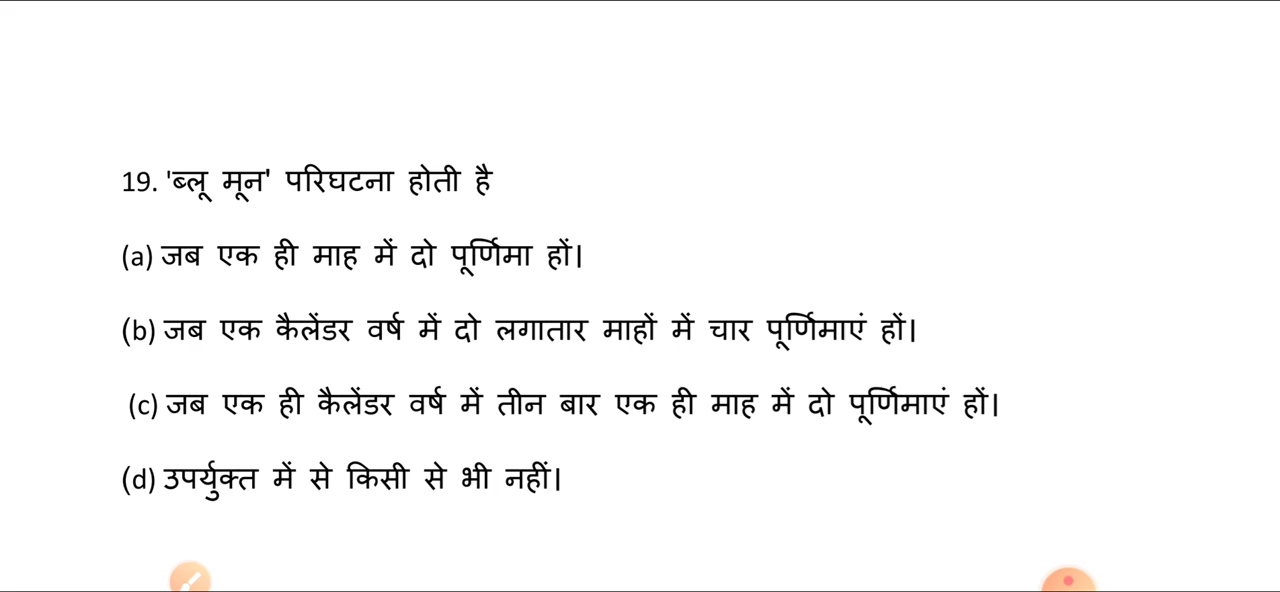 19. 'ब्लू मून' परिघटना होती है
(a) जब एक ही माह में दो पूर्णिमा हों।
(b) जब एक कैलेंडर वर्ष में दो लगातार माहों में चार पूर्णिमाएं हों।
(c) जब एक ही कैलेंडर वर्ष में तीन बार एक ही माह में दो पूर्णिमाएं हों।
(d) उपर्युक्त में से किसी से भी नहीं।